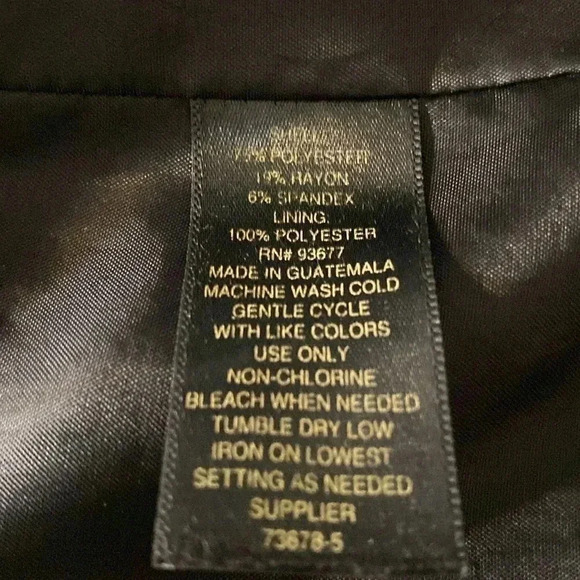 SHELL:
75% POLYESTER
19% RAYON
6% SPANDEX
LINING:
100% POLYESTER
RN# 93677
MADE IN GUATEMALA
MACHINE WASH COLD
GENTLE CYCLE
WITH LIKE COLORS
USE ONLY
NON-CHLORINE
BLEACH WHEN NEEDED
TUMBLE DRY LOW
IRON ON LOWEST
SETTING AS NEEDED
SUPPLIER
73678-5